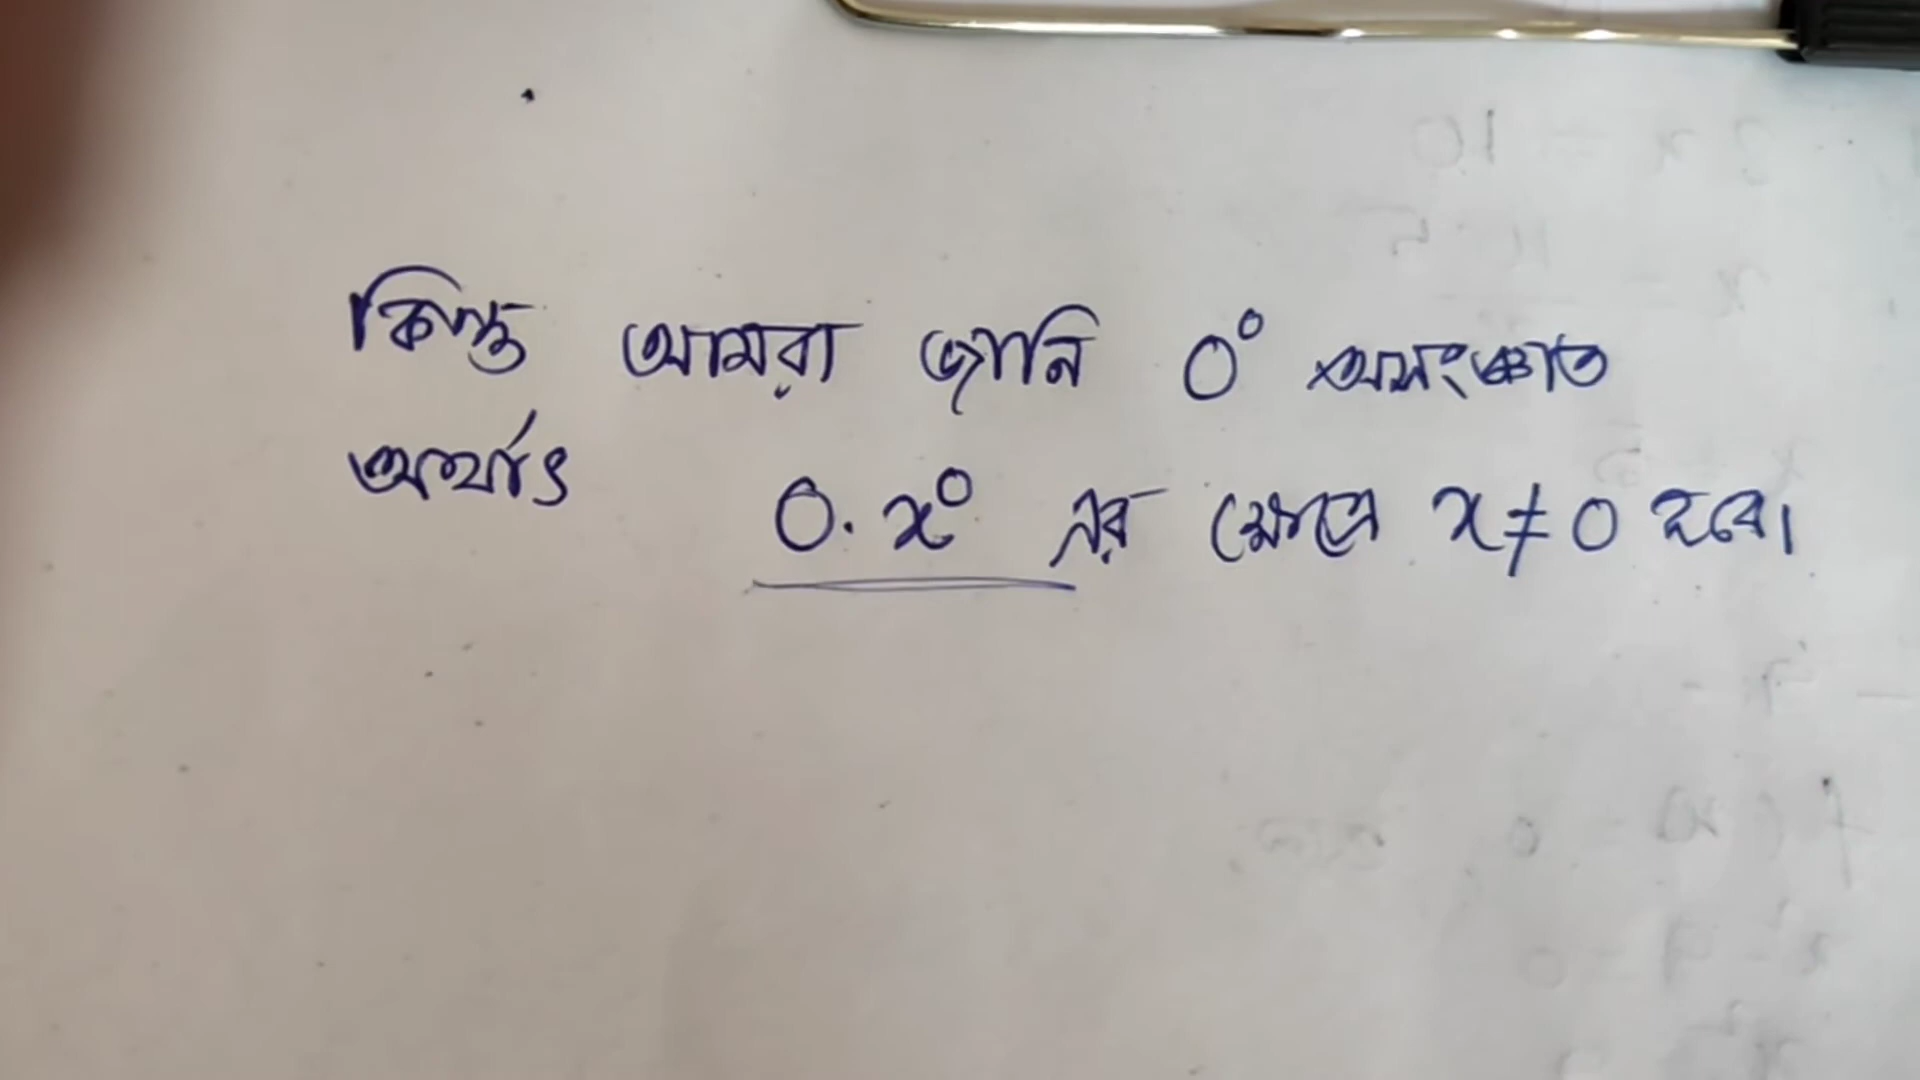 কিন্তু আমরা জানি 0⁰ অসংজ্ঞাত
অর্থাৎ 0. x⁰ এর ক্ষেত্রে x ≠ 0 হবে।